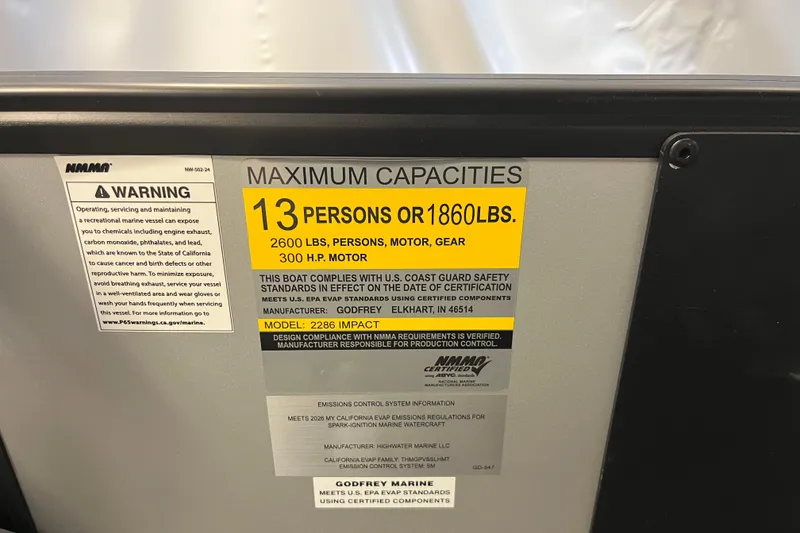 NMMA
NW-002-24
WARNING
Operating, servicing and maintaining
a recreational marine vessel can expose
you to chemicals including engine exhaust,
carbon monoxide, phthalates, and lead,
which are known to the State of California
to cause cancer and birth defects or other
reproductive harm. To minimize exposure,
avoid breathing exhaust, service your vessel
in a well-ventilated area and wear gloves or
wash your hands frequently when servicing
this vessel. For more information go to
www.P65warnings.ca.gov/marine.
MAXIMUM CAPACITIES
13 PERSONS OR 1860 LBS.
2600 LBS, PERSONS, MOTOR, GEAR
300 H.P. MOTOR
THIS BOAT COMPLIES WITH U.S. COAST GUARD SAFETY
STANDARDS IN EFFECT ON THE DATE OF CERTIFICATION
MEETS U.S. EPA EVAP STANDARDS USING CERTIFIED COMPONENTS
MANUFACTURER: GODFREY ELKHART, IN 46514
MODEL: 2286 IMPACT
DESIGN COMPLIANCE WITH NMMA REQUIREMENTS IS VERIFIED.
MANUFACTURER RESPONSIBLE FOR PRODUCTION CONTROL.
NMMA
CERTIFIED
using ABYC standards
NATIONAL MARINE
MANUFACTURERS ASSOCIATION
EMISSIONS CONTROL SYSTEM INFORMATION
MEETS 2026 MY CALIFORNIA EVAP EMISSIONS REGULATIONS FOR
SPARK-IGNITION MARINE WATERCRAFT
MANUFACTURER: HIGHWATER MARINE LLC
CALIFORNIA EVAP FAMILY:
EMISSION CONTROL SYSTEM: EM
GD-547
GODFREY MARINE
MEETS U.S. EPA EVAP STANDARDS
USING CERTIFIED COMPONENTS